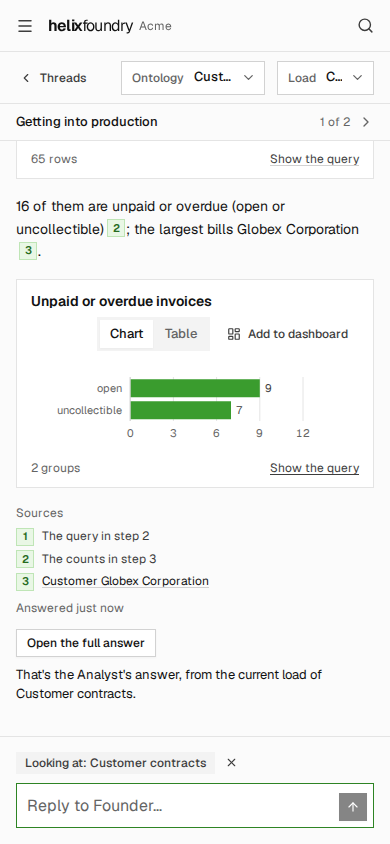 helixfoundry Acme
Threads
Ontology Cust...
Load C...
Getting into production
1 of 2
65 rows
Show the query
16 of them are unpaid or overdue (open or
uncollectible) 2 ; the largest bills Globex Corporation
3 .
Unpaid or overdue invoices
Chart
Table
Add to dashboard
open 9
uncollectible 7
0 3 6 9 12
2 groups
Show the query
Sources
1 The query in step 2
2 The counts in step 3
3 Customer Globex Corporation
Answered just now
Open the full answer
That's the Analyst's answer, from the current load of
Customer contracts.
Looking at: Customer contracts
Reply to Founder...